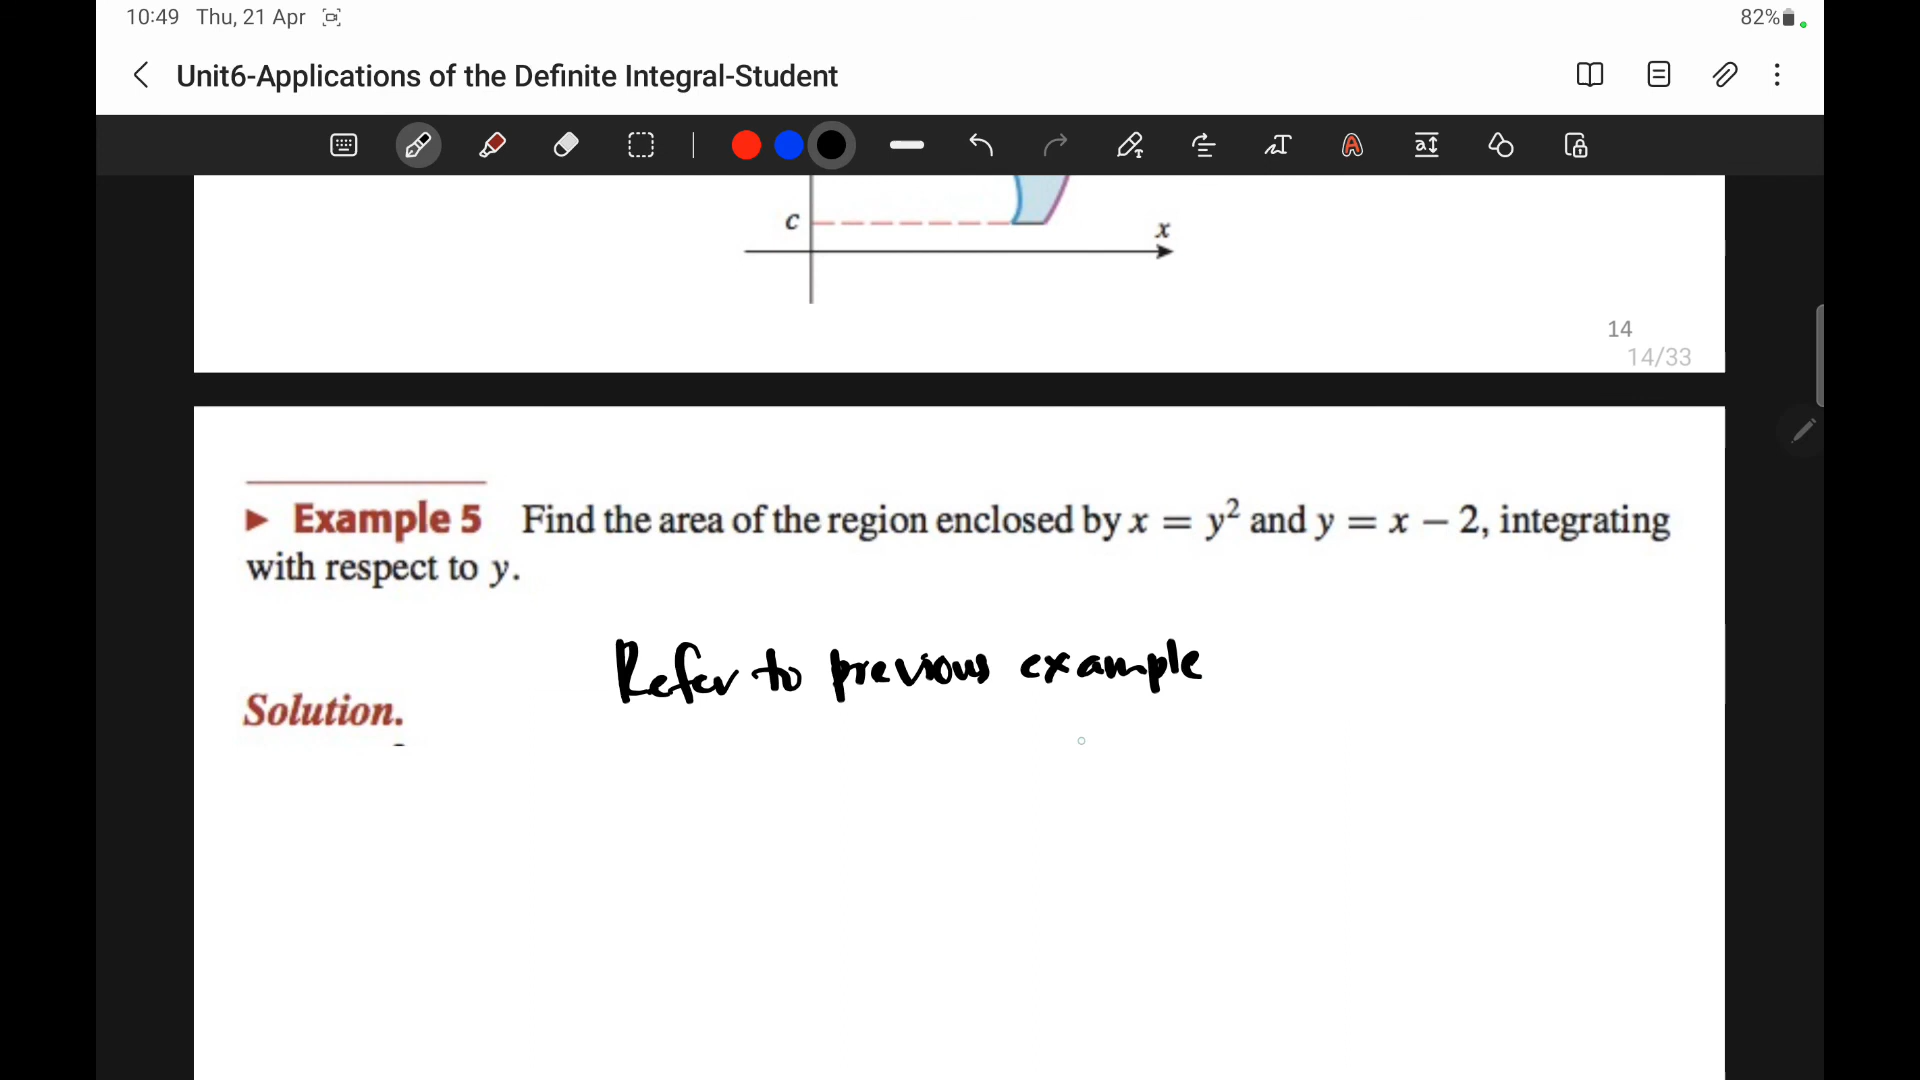 10:49 Thu, 21 Apr
82%
Unit6-Applications of the Definite Integral-Student
c
x
14
14/33
► Example 5 Find the area of the region enclosed by x = y² and y = x − 2, integrating
with respect to y.
Refer to previous example
Solution.